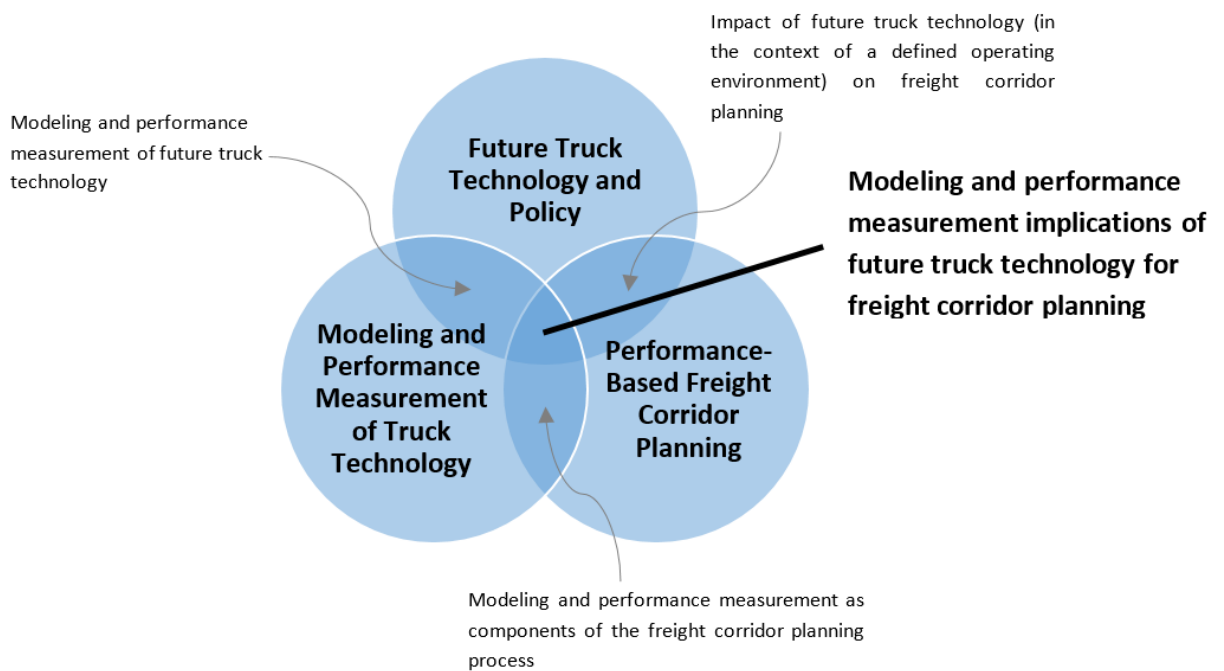 Impact of future truck technology (in
the context of a defined operating
environment) on freight corridor
planning
Modeling and performance
measurement of future truck
technology
Future Truck
Technology and
Policy
Modeling and performance
measurement implications of
future truck technology for
freight corridor planning
Modeling and
Performance
Measurement
of Truck
Technology
Performance-
Based Freight
Corridor
Planning
Modeling and performance measurement as
components of the freight corridor planning
process